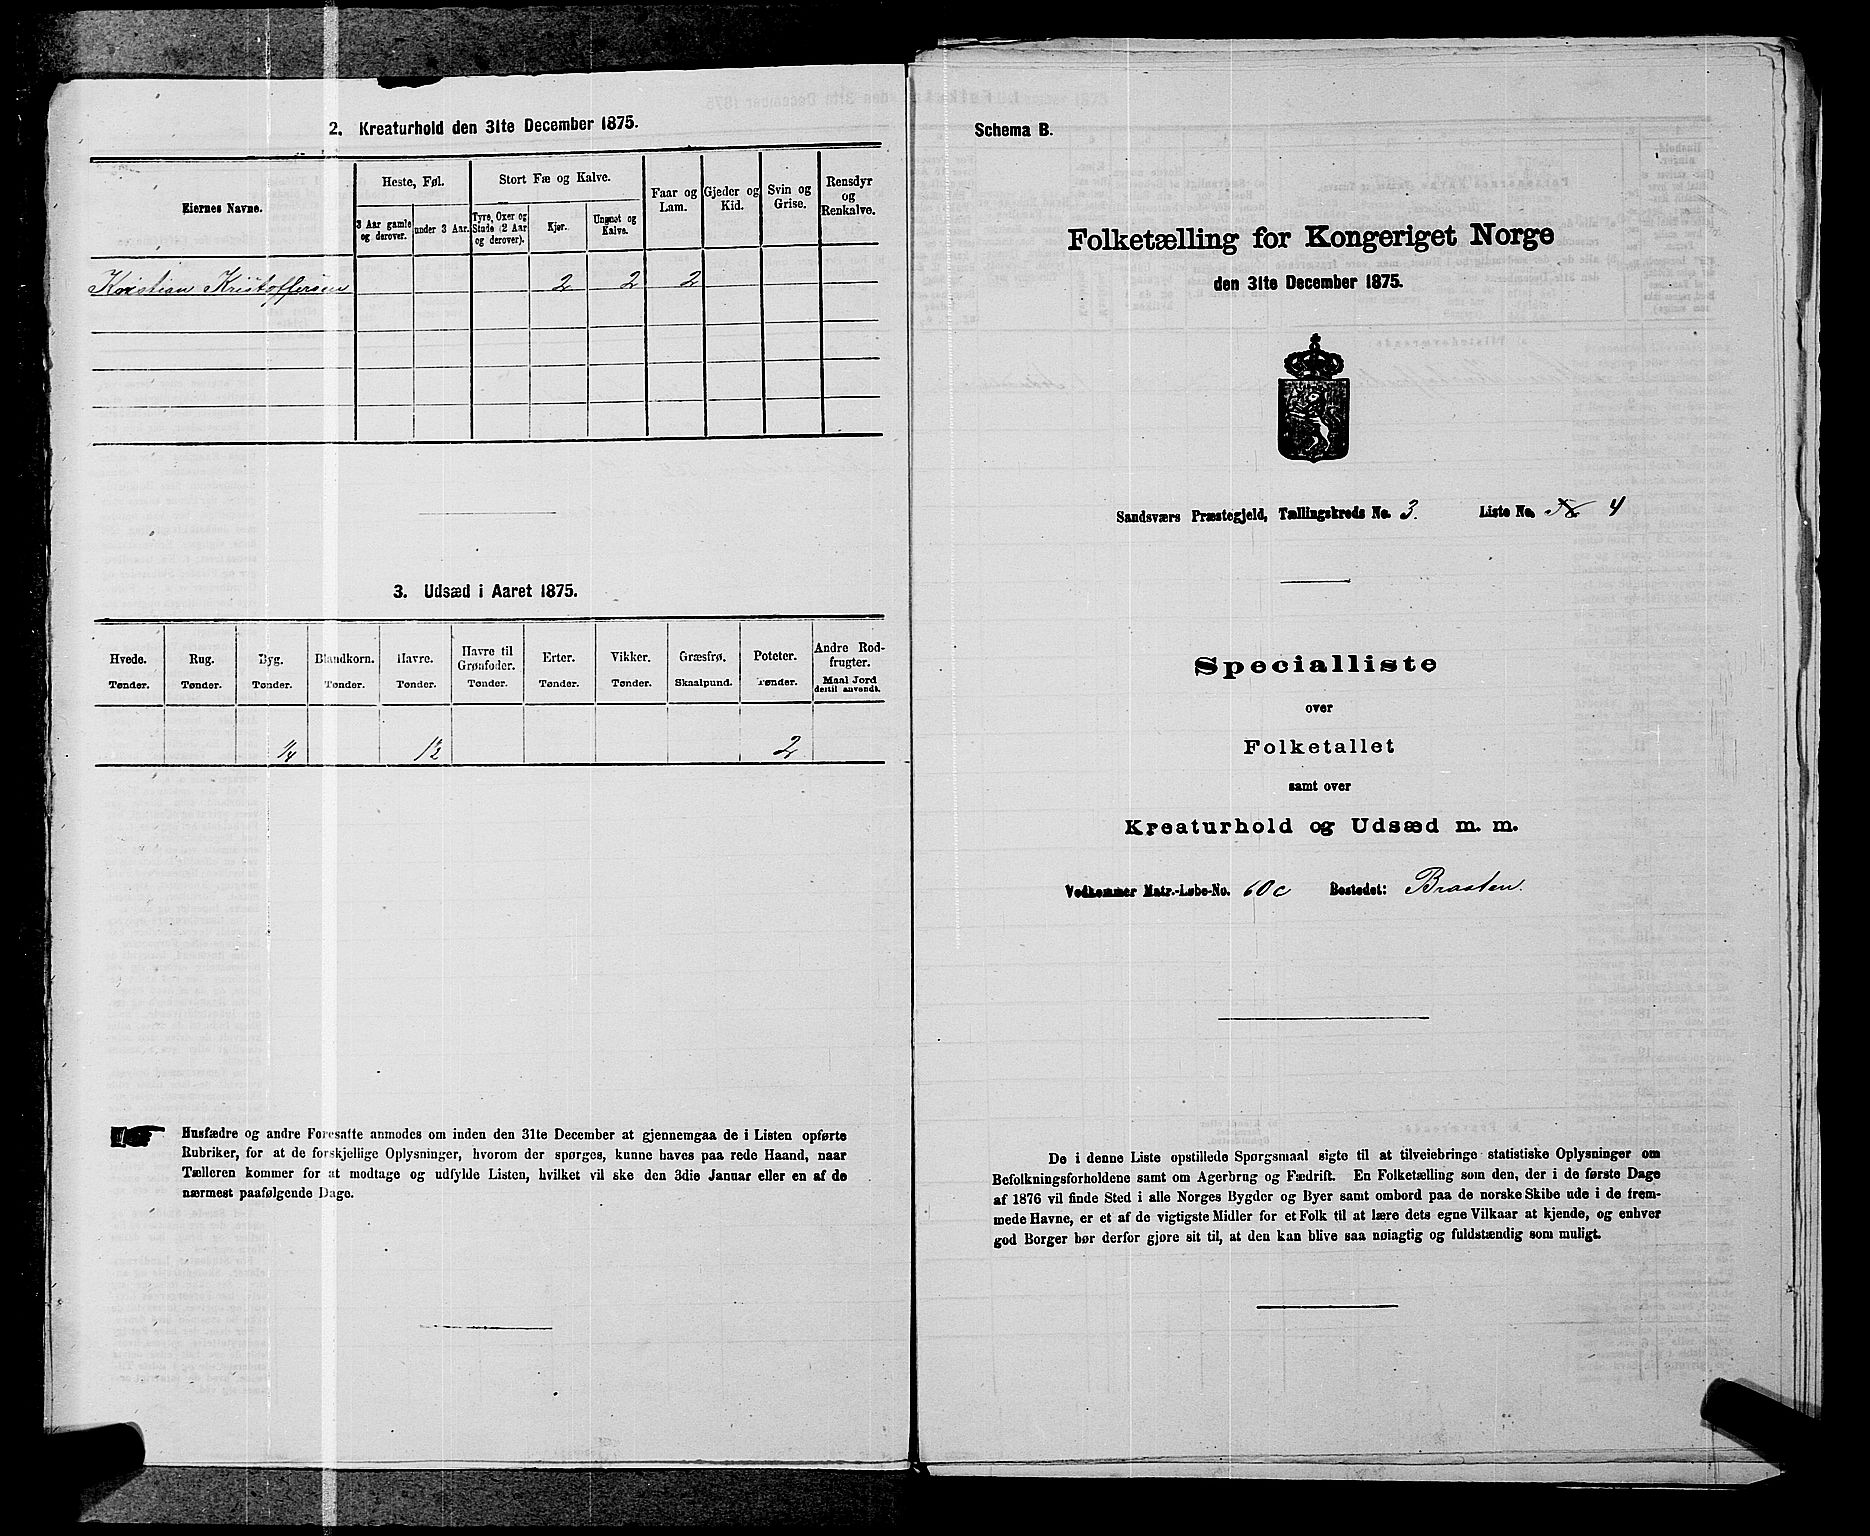 2. Kreaturhold den 31te December 1875.
Eiernes Navne.
Heste, Føl.
3 Aar gamle og derover.
under 3 Aar.
Stort Fæ og Kalve.
Tyre, Oxer og Stude (2 Aar og derover).
Kjør.
Ungnøt og Kalve.
Faar og Lam.
Gjeder og Kid.
Svin og Grise.
Rensdyr og Renkalve.
Kristian Kristoffersen 2 2 2
3. Udsæd i Aaret 1875.
Hvede. Rug. Byg. Blandkorn. Havre. Havre til Grønfoder. Erter. Vikker. Græsfrø. Poteter. Andre Rodfrugter.
Tønder. Tønder. Tønder. Tønder. Tønder. Tønder. Tønder. Tønder. Skaalpund. Tønder. Maal Jord dertil anvendt.
1/4 1½ 2
Husfædre og andre Foresatte anmodes om inden den 31te December at gjennemgaa de i Listen opførte
Rubriker, for at de forskjellige Oplysninger, hvorom der spørges, kunne haves paa rede Haand, naar
Tælleren kommer for at modtage og udfylde Listen, hvilket vil ske den 3die Januar eller en af de
nærmest paafølgende Dage.
Schema B.
Folketælling for Kongeriget Norge
den 31te December 1875.
Sandsværs Præstegjeld, Tællingskreds No. 3. Liste No. 4
Specialliste
over
Folketallet
samt over
Kreaturhold og Udsæd m. m.
Vedkommer Matr.-Løbe-No. 60c Bostedet: Braaten.
De i denne Liste opstillede Spørgsmaal sigte til at tilveiebringe statistiske Oplysninger om
Befolkningsforholdene samt om Agerbrug og Fædrift. En Folketælling som den, der i de første Dage
af 1876 vil finde Sted i alle Norges Bygder og Byer samt ombord paa de norske Skibe ude i de frem-
mede Havne, er et af de vigtigste Midler for et Folk til at lære dets egne Vilkaar at kjende, og enhver
god Borger bør derfor gjøre sit til, at den kan blive saa nøiagtig og fuldstændig som muligt.